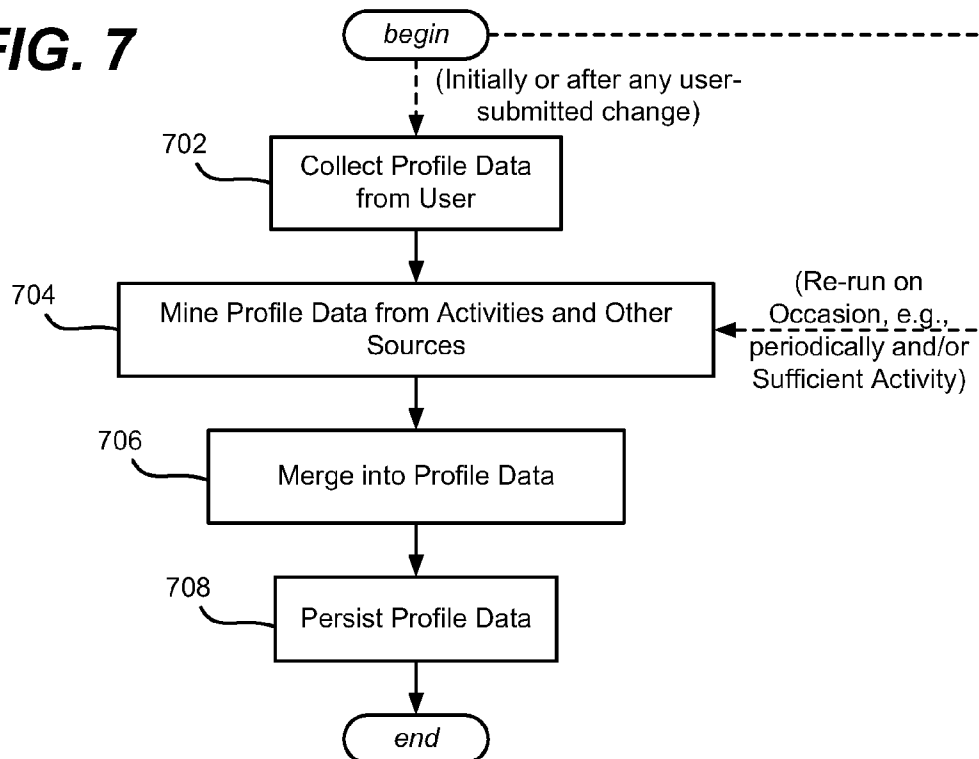 FIG. 7
begin
(Initially or after any user-
submitted change)
702
Collect Profile Data
from User
704
Mine Profile Data from Activities and Other
Sources
(Re-run on
Occasion, e.g.,
periodically and/or
Sufficient Activity)
706
Merge into Profile Data
708
Persist Profile Data
end